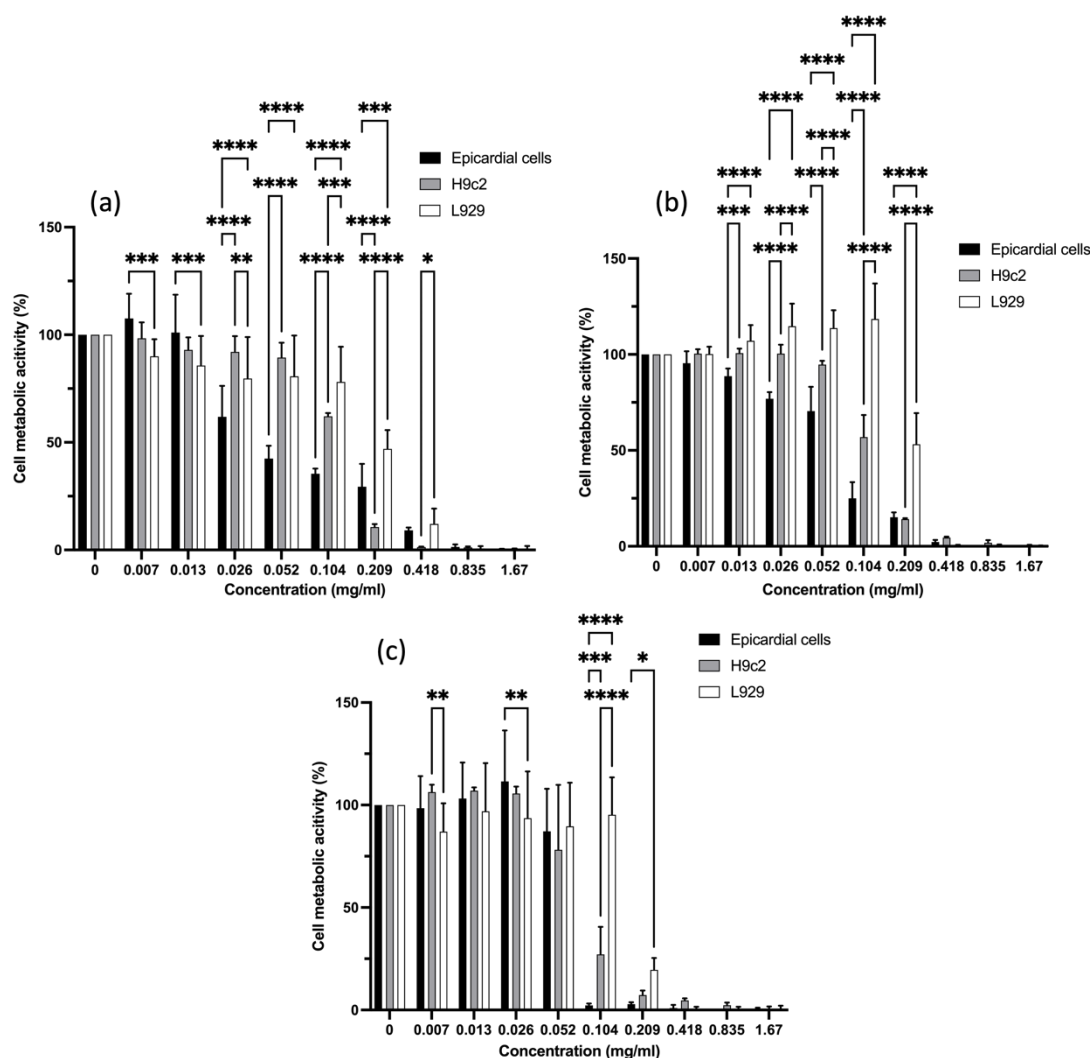 (a)
**** ***
**** ****
**** **** ***
**** ****
*** *** ** **** **** *
Epicardial cells
H9c2
L929
Cell metabolic acitivity (%)
150
100
50
0
0 0.007 0.013 0.026 0.052 0.104 0.209 0.418 0.835 1.67
Concentration (mg/ml)
(b)
****
****
**** ****
****
**** **** ****
*** **** ****
**** ****
Epicardial cells
H9c2
L929
Cell metabolic acitivity (%)
150
100
50
0
0 0.007 0.013 0.026 0.052 0.104 0.209 0.418 0.835 1.67
Concentration (mg/ml)
(c)
****
*** *
** ** ****
Epicardial cells
H9c2
L929
Cell metabolic acitivity (%)
150
100
50
0
0 0.007 0.013 0.026 0.052 0.104 0.209 0.418 0.835 1.67
Concentration (mg/ml)